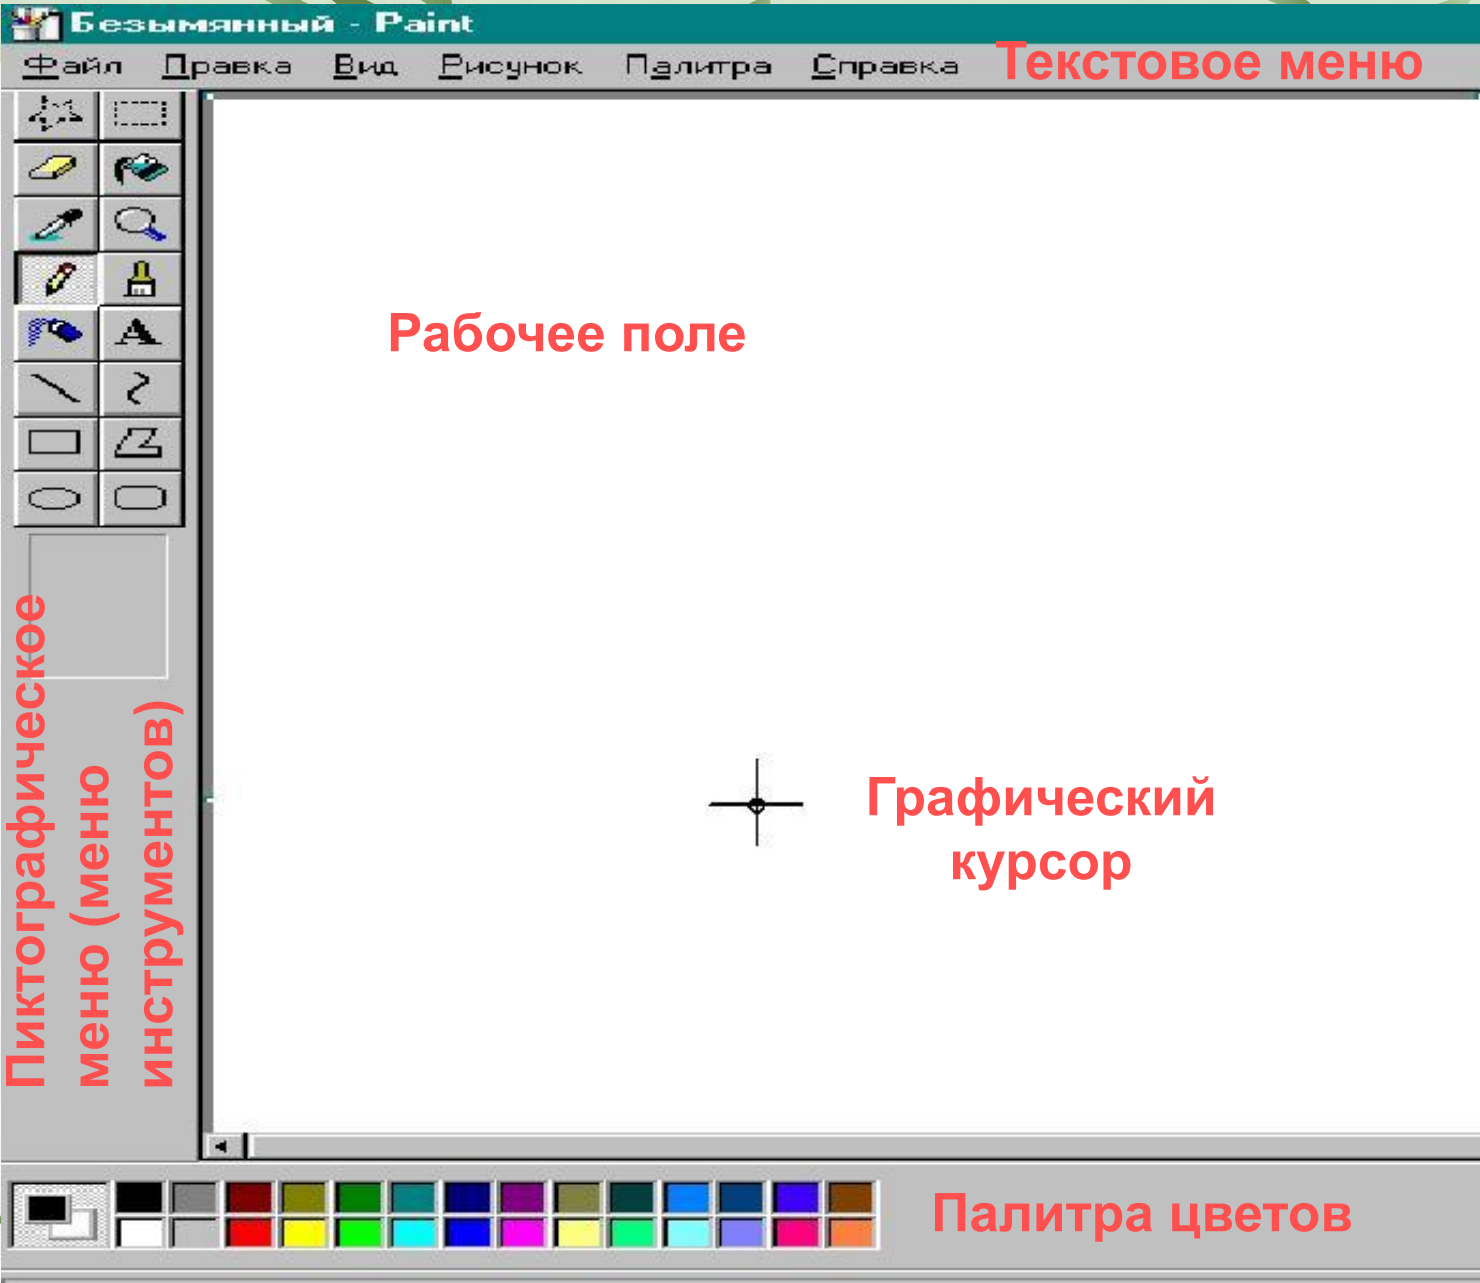 Безымянный - Paint
Файл Правка Вид Рисунок Палитра Справка
Текстовое меню
A
Рабочее поле
Графический
курсор
Пиктографическое
меню (меню
инструментов)
Палитра цветов